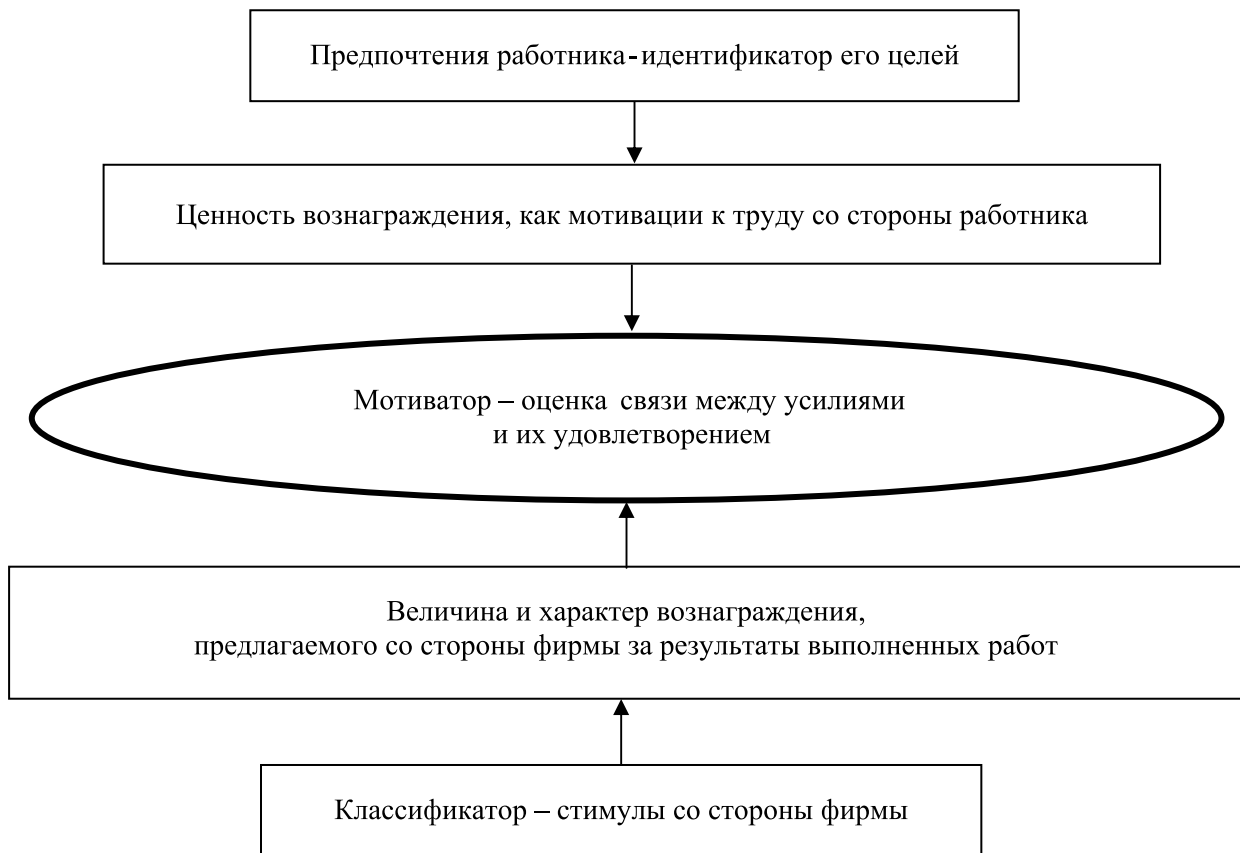 Предпочтения работника-идентификатор его целей
Ценность вознаграждения, как мотивации к труду со стороны работника
Мотиватор – оценка связи между усилиями
и их удовлетворением
Величина и характер вознаграждения,
предлагаемого со стороны фирмы за результаты выполненных работ
Классификатор – стимулы со стороны фирмы